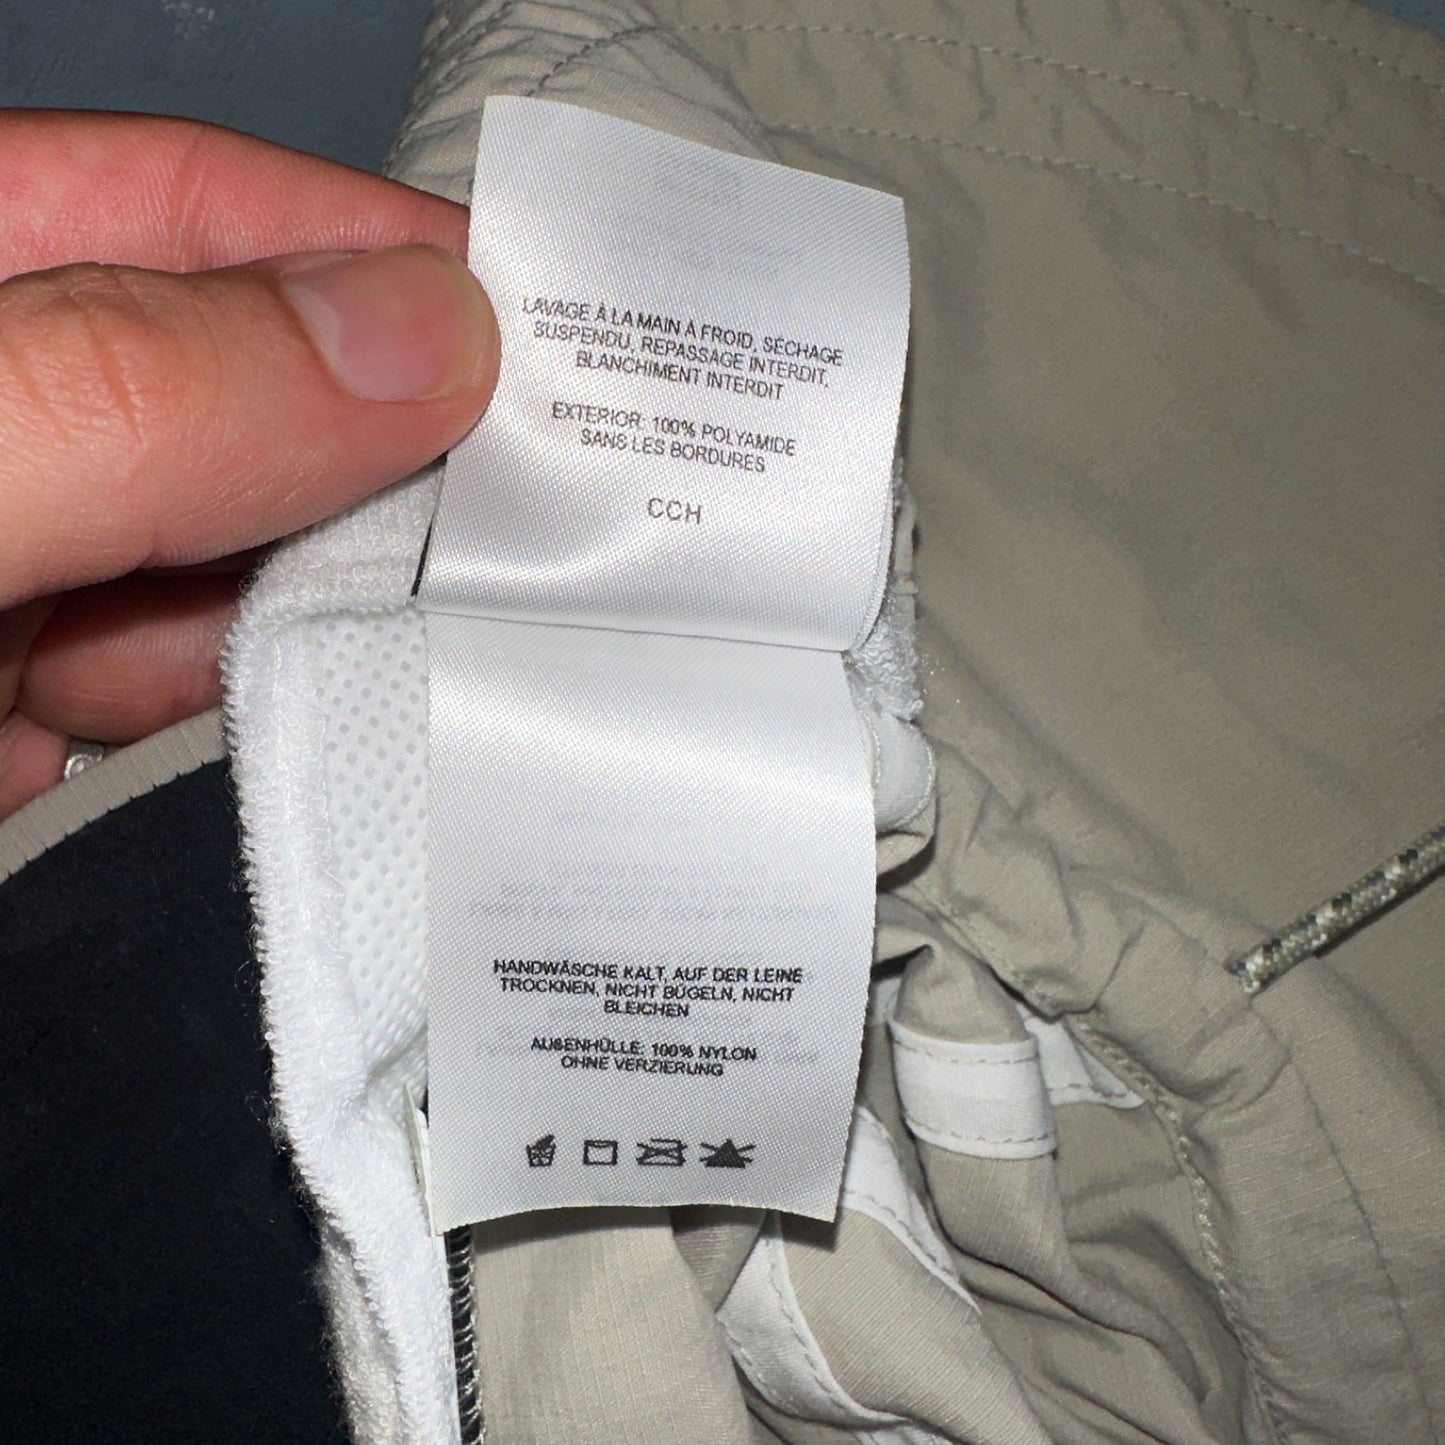 LAVAGE À LA MAIN À FROID, SÉCHAGE
SUSPENDU, REPASSAGE INTERDIT,
BLANCHIMENT INTERDIT
EXTERIOR: 100% POLYAMIDE
SANS LES BORDURES
CCH
HANDWÄSCHE KALT, AUF DER LEINE
TROCKNEN, NICHT BÜGELN, NICHT
BLEICHEN
AUßENHÜLLE: 100% NYLON
OHNE VERZIERUNG